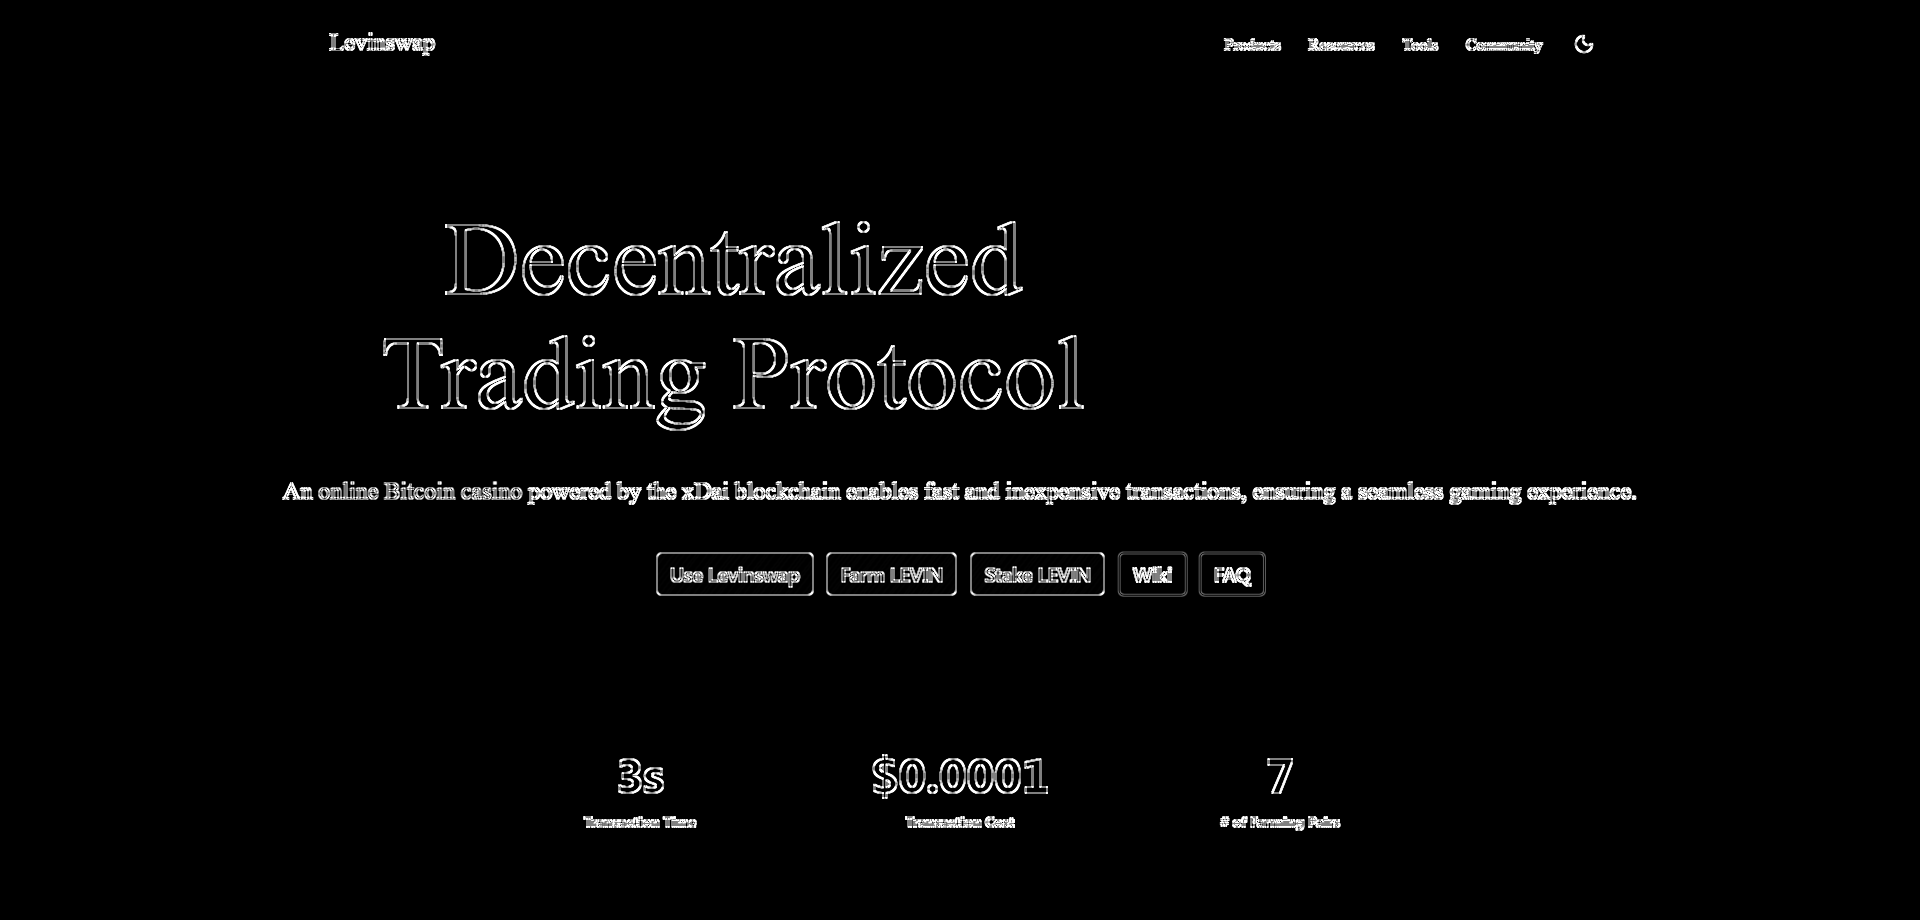 Levinswap
Products Resources Tools Community
Decentralized
Trading Protocol
An online Bitcoin casino powered by the xDai blockchain enables fast and inexpensive transactions, ensuring a seamless gaming experience.
Use Levinswap Farm LEVIN Stake LEVIN Wiki FAQ
3s $0.0001 7
Transaction Time Transaction Cost # of Farming Pairs